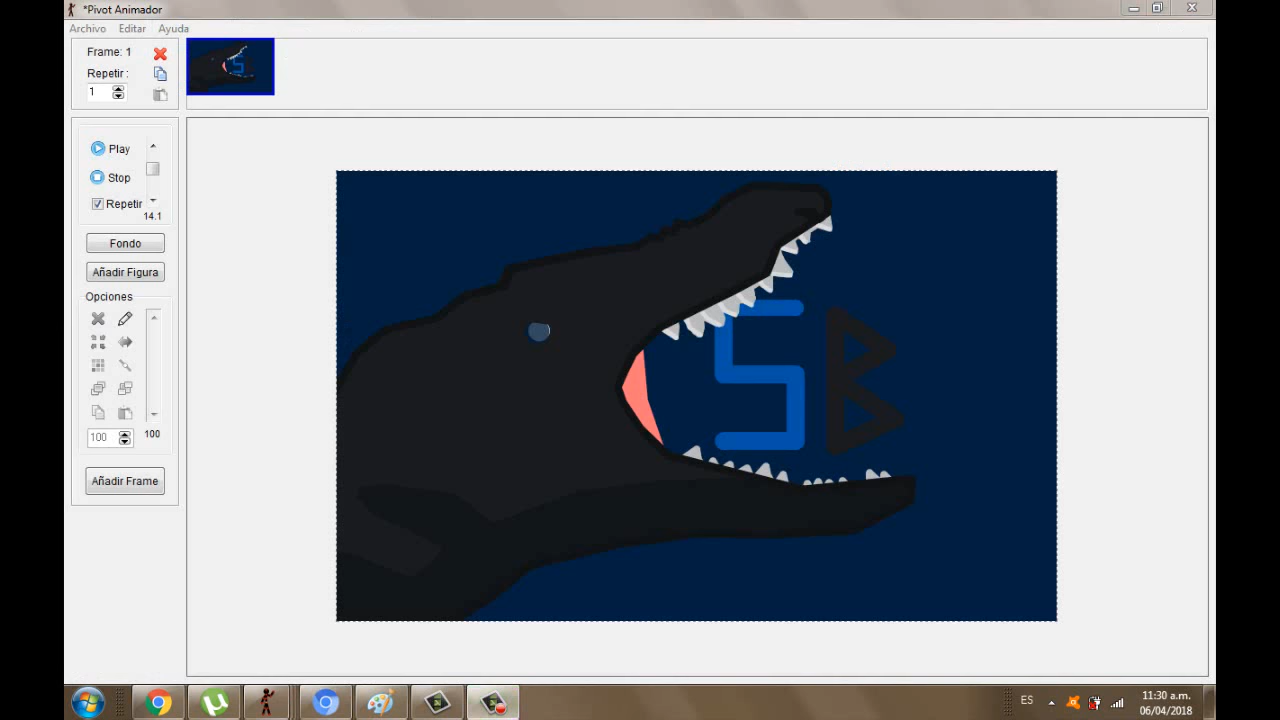 *Pivot Animador
Archivo Editar Ayuda
Frame: 1
Repetir :
1
Play
Stop
Repetir
14.1
Fondo
Añadir Figura
Opciones
100
100
Añadir Frame
SB
ES
11:30 a.m.
06/04/2018